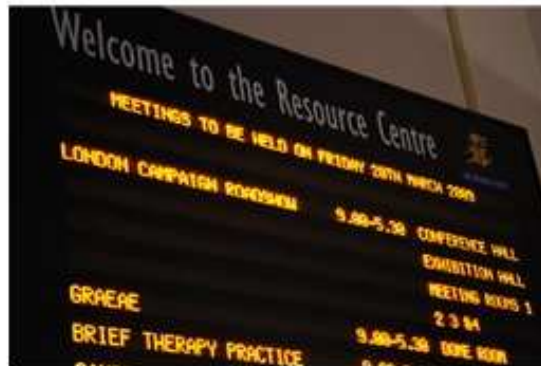 Welcome to the Resource Centre
MEETINGS TO BE HELD ON FRIDAY 20TH MARCH 2009
LONDON CAMPAIGN ROADSHOW 9.00-5.30 CONFERENCE HALL
EXHIBITION HALL
MEETING ROOMS 1
2 3 &4
GRAEAE 9.00-5.30 DOME ROOM
BRIEF THERAPY PRACTICE